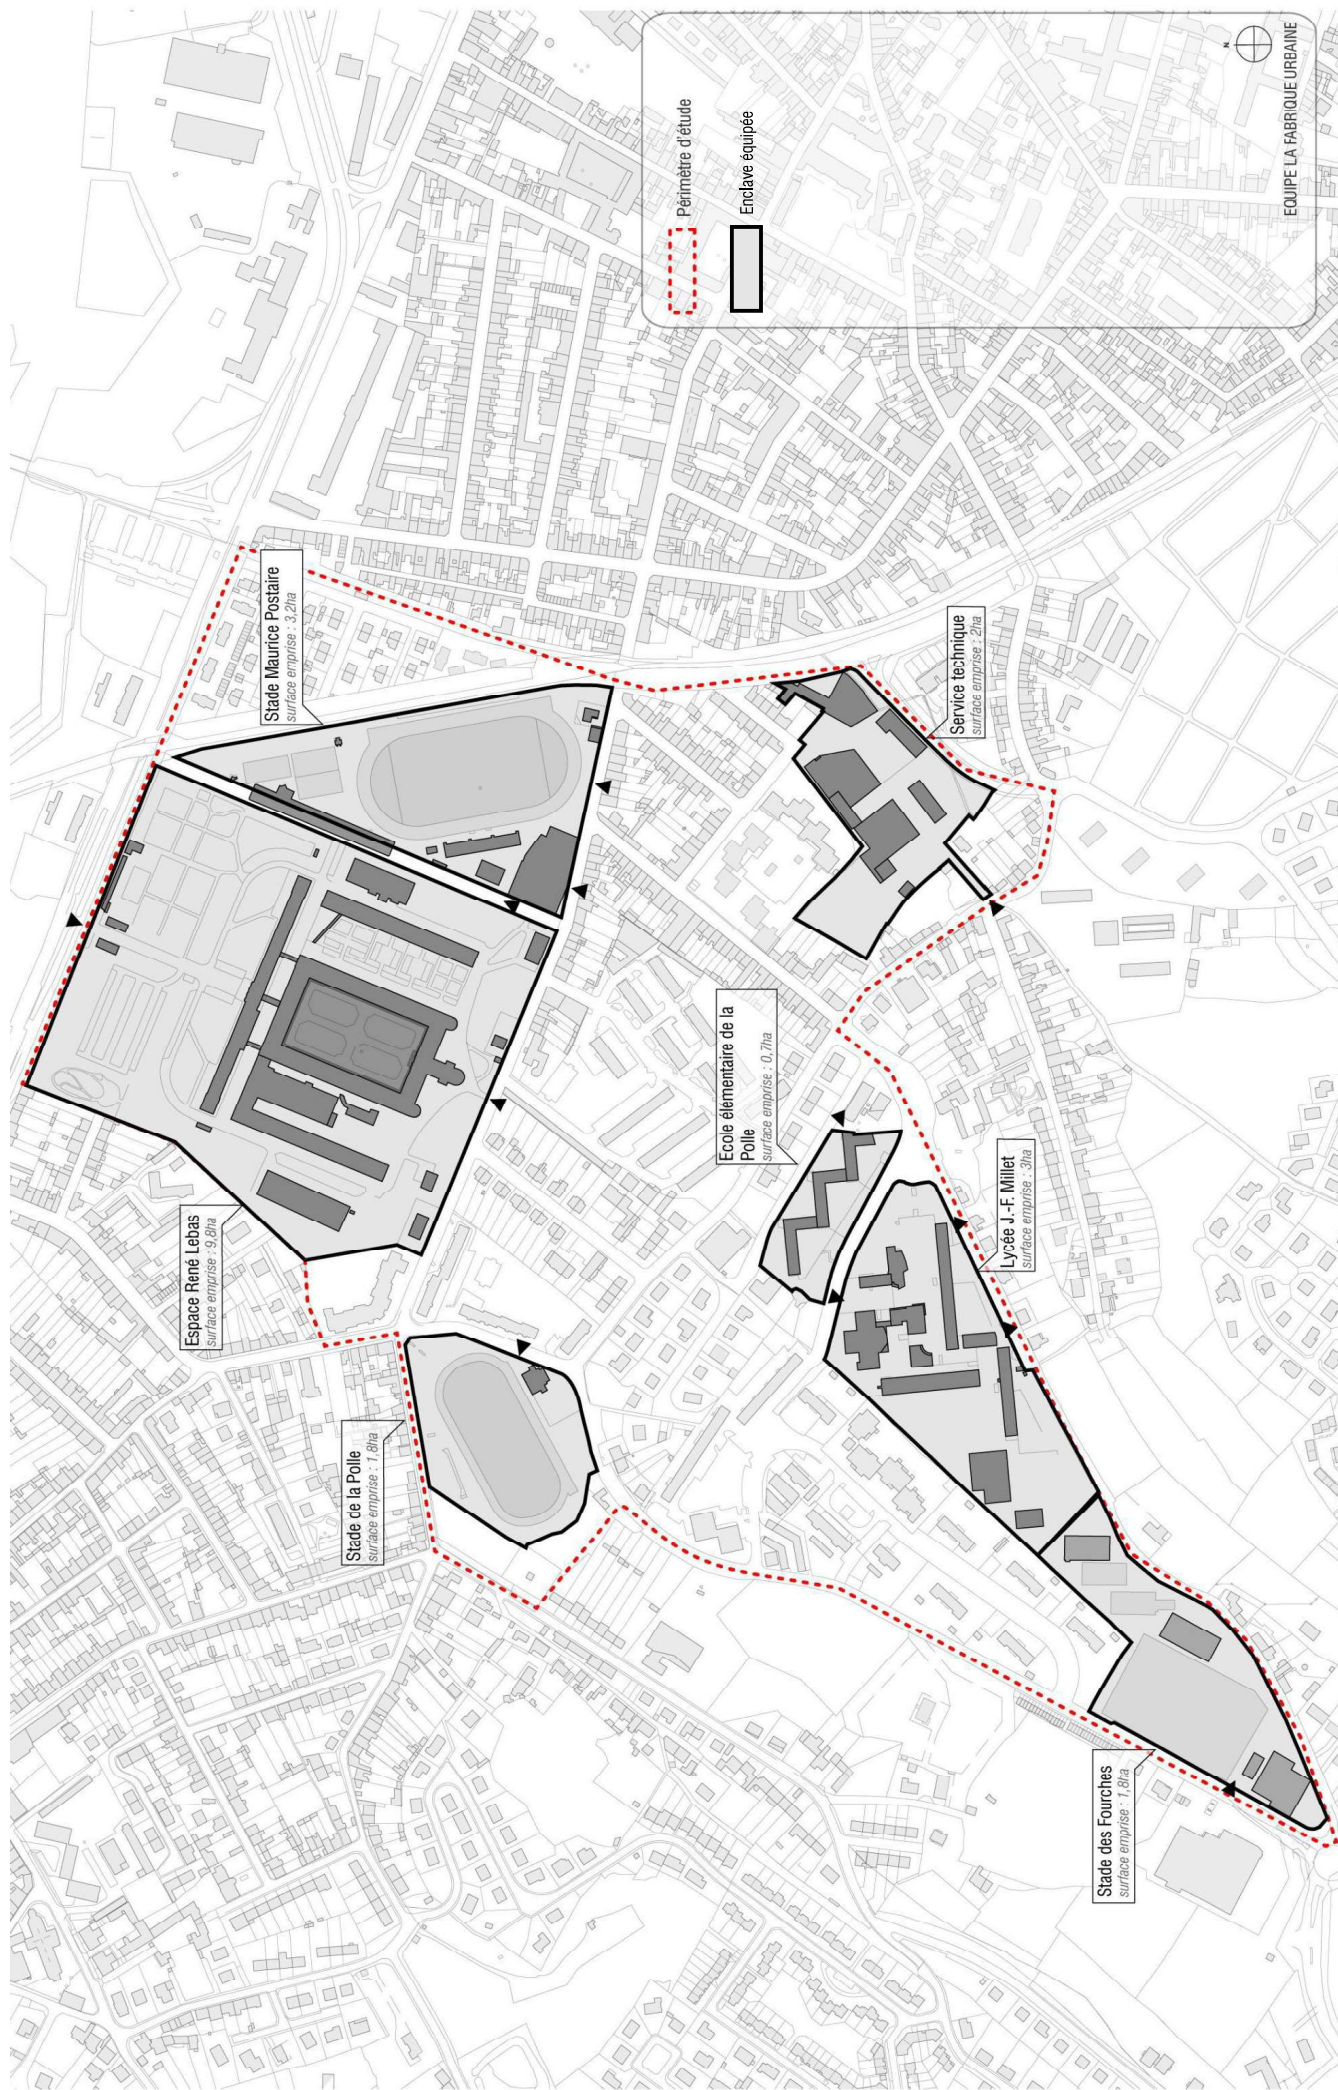 Espace René Lebas
surface emprise : 9,8ha
Stade Maurice Postaire
surface emprise : 3,2ha
Stade de la Polle
surface emprise : 1,8ha
Ecole élémentaire de la
Polle
surface emprise : 0,7ha
Service technique
surface emprise : 2ha
Lycée J.-F. Millet
surface emprise : 3ha
Stade des Fourches
surface emprise : 1,8ha
Périmètre d'étude
Enclave équipée
N
EQUIPE LA FABRIQUE URBAINE